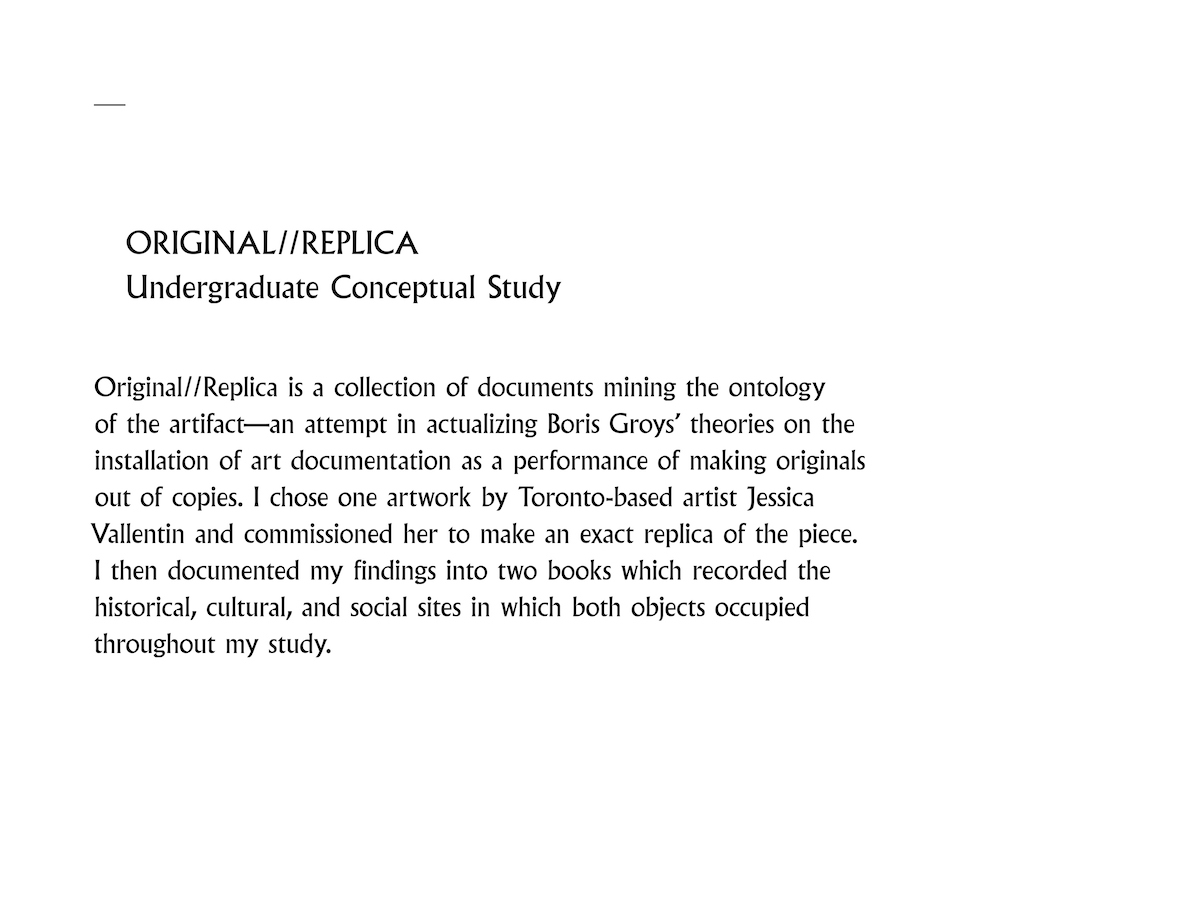 ORIGINAL//REPLICA
Undergraduate Conceptual Study
Original//Replica is a collection of documents mining the ontology
of the artifact—an attempt in actualizing Boris Groys’ theories on the
installation of art documentation as a performance of making originals
out of copies. I chose one artwork by Toronto-based artist Jessica
Vallentin and commissioned her to make an exact replica of the piece.
I then documented my findings into two books which recorded the
historical, cultural, and social sites in which both objects occupied
throughout my study.